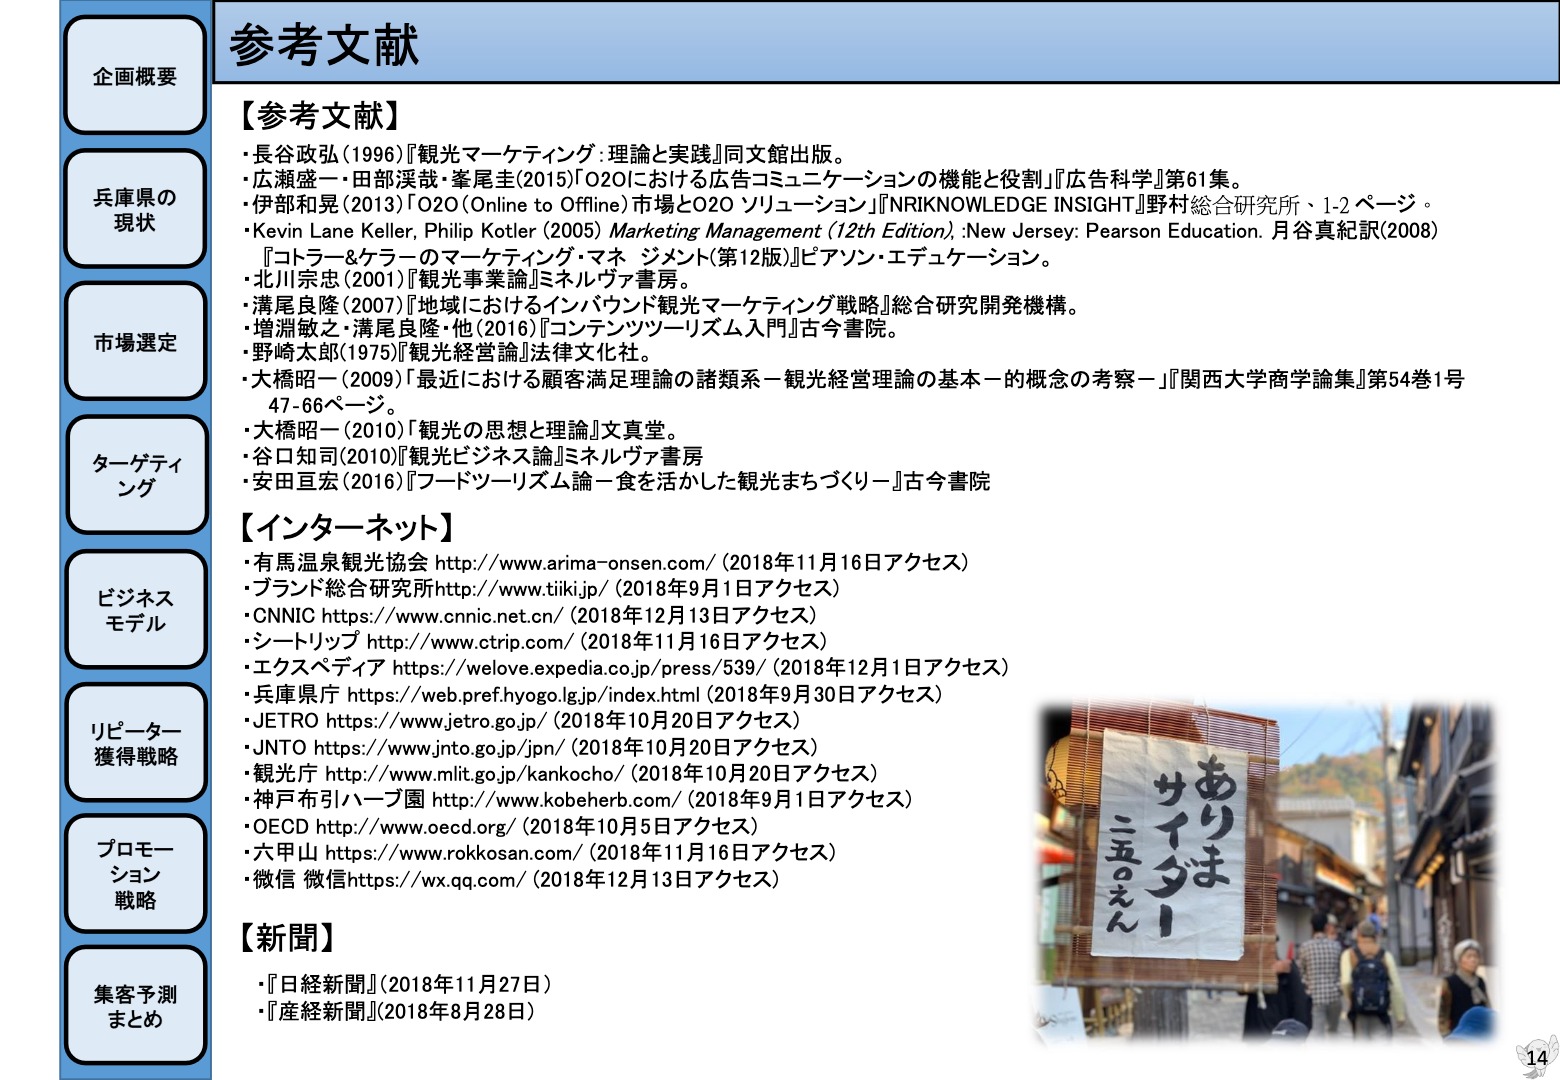 参考文献
企画概要
兵庫県の
現状
市場選定
ターゲティ
ング
ビジネス
モデル
リピーター
獲得戦略
プロモー
ション
戦略
集客予測
まとめ
【参考文献】
・長谷政弘（1996）『観光マーケティング：理論と実践』同文館出版。
・広瀬盛一・田部渓哉・峯尾圭(2015)「O2Oにおける広告コミュニケーションの機能と役割」『広告科学』第61集。
・伊部和晃（2013）「O2O（Online to Offline）市場とO2O ソリューション」『NRIKNOWLEDGE INSIGHT』野村総合研究所、1-2 ページ。
・Kevin Lane Keller, Philip Kotler (2005) Marketing Management (12th Edition), :New Jersey: Pearson Education. 月谷真紀訳(2008)
『コトラー&ケラーのマーケティング・マネ ジメント(第12版)』ピアソン・エデュケーション。
・北川宗忠（2001）『観光事業論』ミネルヴァ書房。
・溝尾良隆（2007）『地域におけるインバウンド観光マーケティング戦略』総合研究開発機構。
・増淵敏之・溝尾良隆・他（2016）『コンテンツツーリズム入門』古今書院。
・野崎太郎(1975)『観光経営論』法律文化社。
・大橋昭一（2009）「最近における顧客満足理論の諸類系－観光経営理論の基本－的概念の考察－」『関西大学商学論集』第54巻1号
47-66ページ。
・大橋昭一（2010）「観光の思想と理論』文真堂。
・谷口知司(2010)『観光ビジネス論』ミネルヴァ書房
・安田亘宏（2016）『フードツーリズム論－食を活かした観光まちづくり－』古今書院
【インターネット】
・有馬温泉観光協会 http://www.arima-onsen.com/ (2018年11月16日アクセス)
・ブランド総合研究所http://www.tiiki.jp/ (2018年9月1日アクセス)
・CNNIC https://www.cnnic.net.cn/ (2018年12月13日アクセス)
・シートリップ http://www.ctrip.com/ (2018年11月16日アクセス)
・エクスペディア https://welove.expedia.co.jp/press/539/ (2018年12月1日アクセス)
・兵庫県庁 https://web.pref.hyogo.lg.jp/index.html (2018年9月30日アクセス)
・JETRO https://www.jetro.go.jp/ (2018年10月20日アクセス)
・JNTO https://www.jnto.go.jp/jpn/ (2018年10月20日アクセス)
・観光庁 http://www.mlit.go.jp/kankocho/ (2018年10月20日アクセス)
・神戸布引ハーブ園 http://www.kobeherb.com/ (2018年9月1日アクセス)
・OECD http://www.oecd.org/ (2018年10月5日アクセス)
・六甲山 https://www.rokkosan.com/ (2018年11月16日アクセス)
・微信 微信https://wx.qq.com/ (2018年12月13日アクセス)
【新聞】
・『日経新聞』（2018年11月27日）
・『産経新聞』(2018年8月28日）
ありま
サイダー
二五〇えん
14